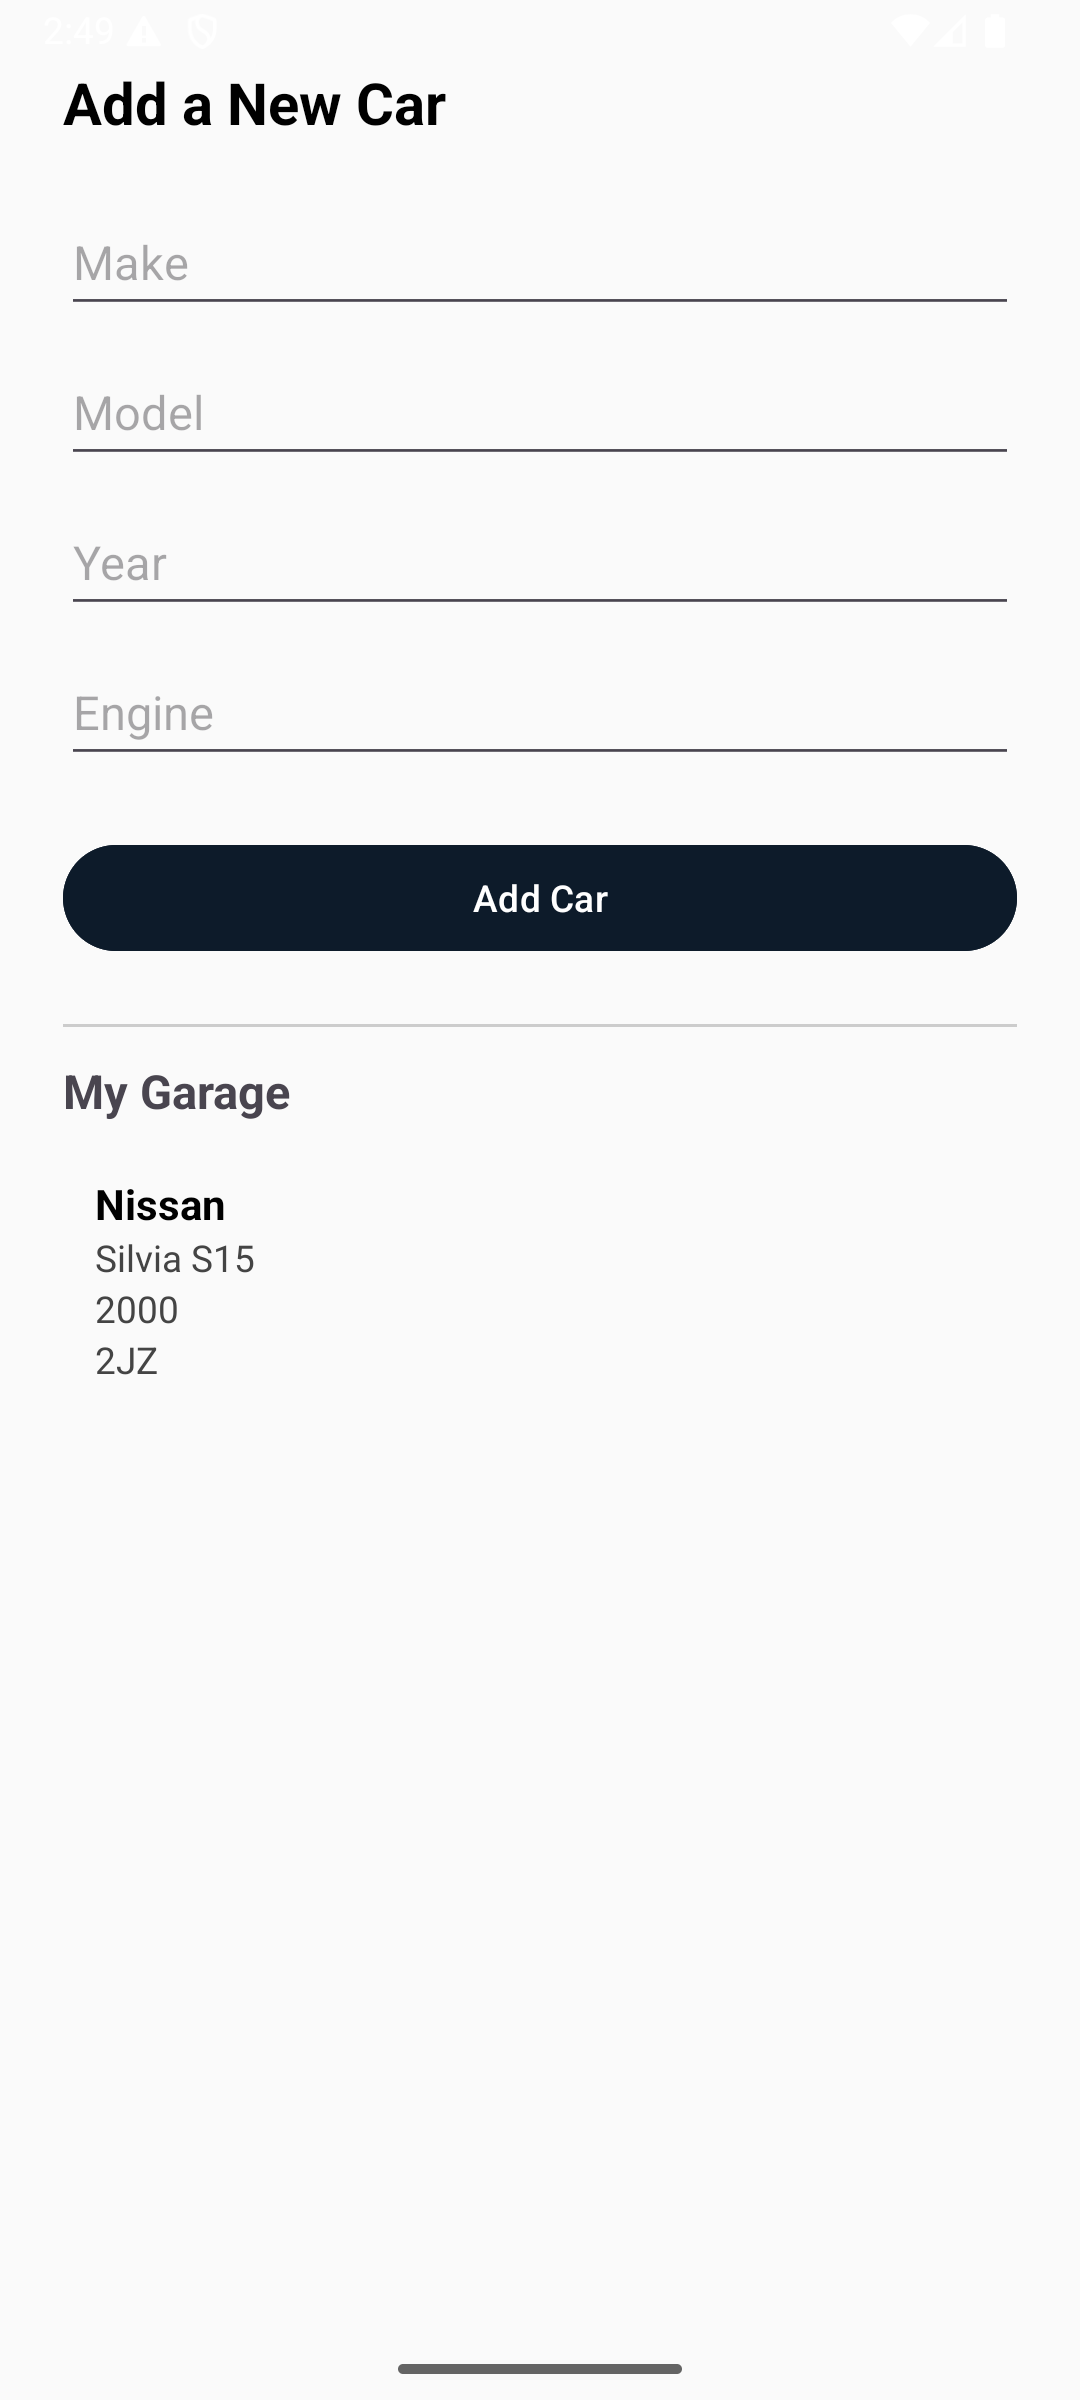 2:49
Add a New Car
Make
Model
Year
Engine
Add Car
My Garage
Nissan
Silvia S15
2000
2JZ